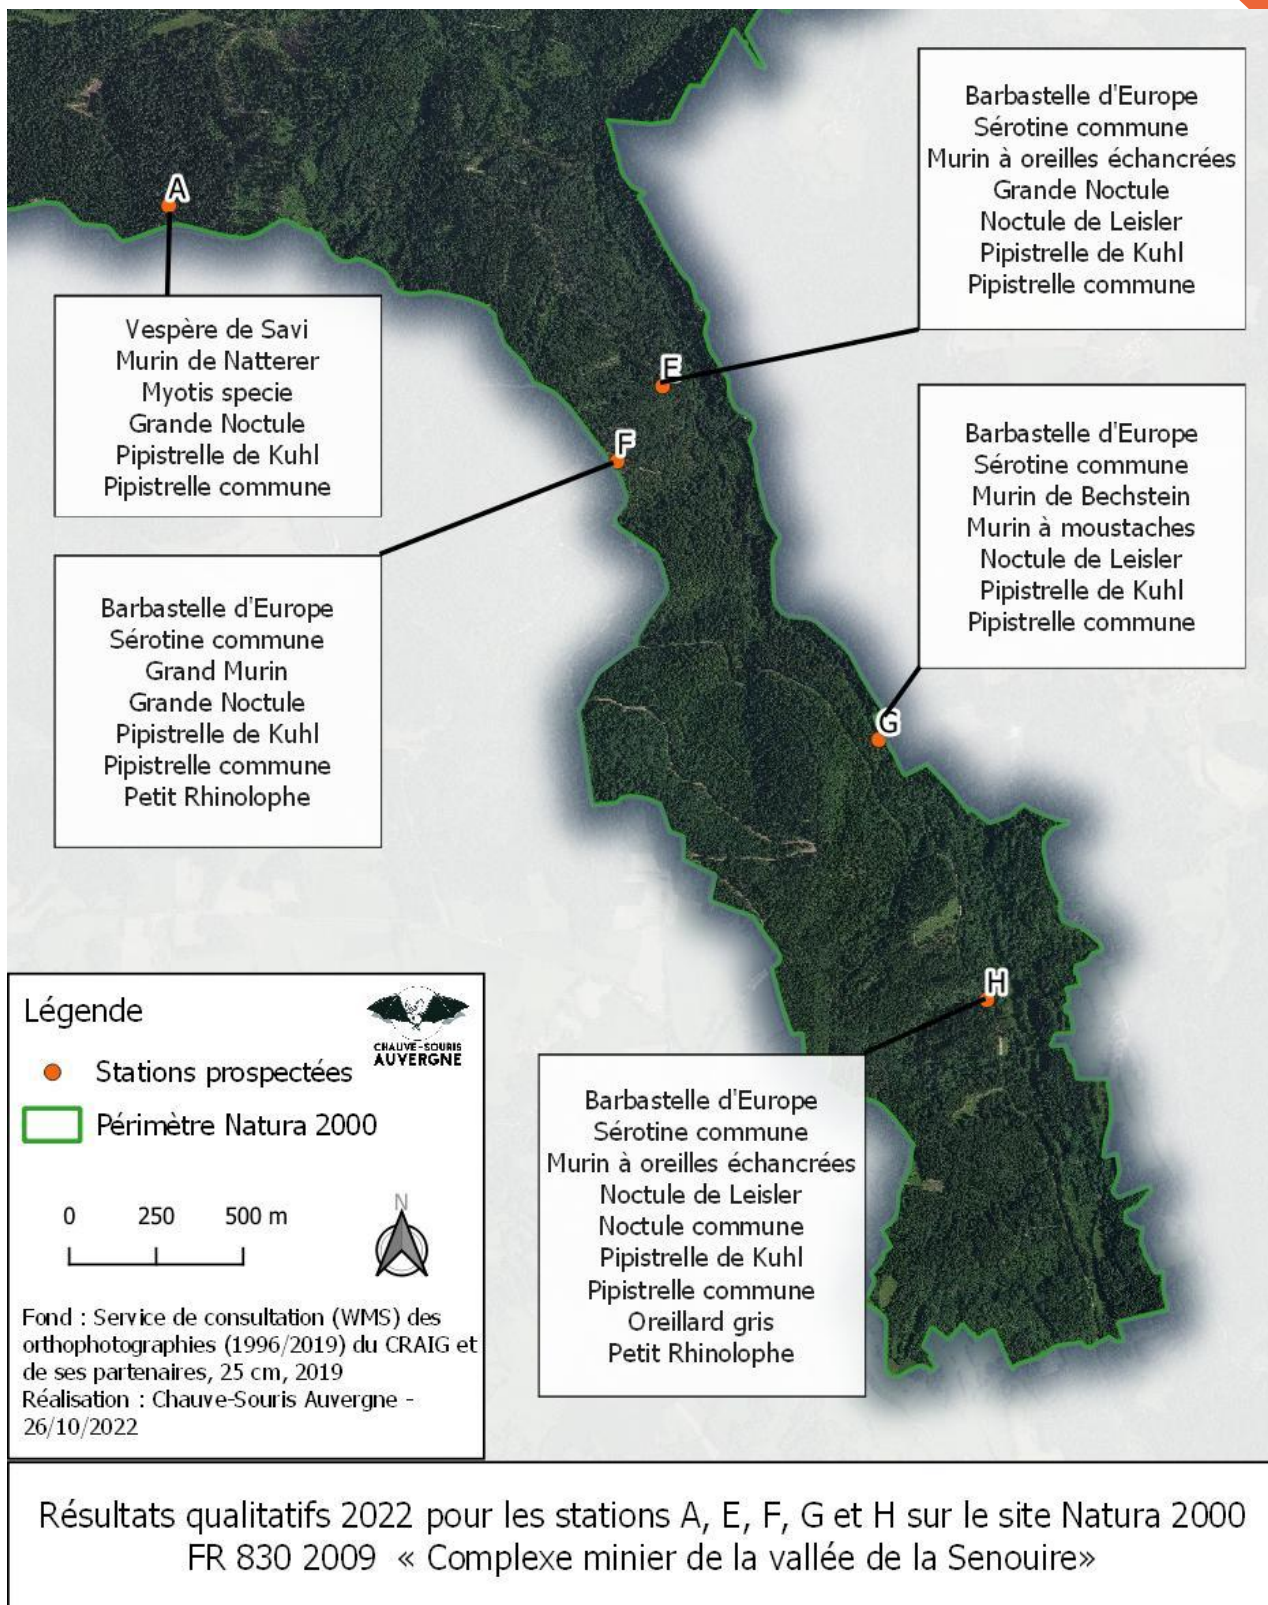 A
Vespère de Savi
Murin de Natterer
Myotis specie
Grande Noctule
Pipistrelle de Kuhl
Pipistrelle commune
E
Barbastelle d'Europe
Sérotine commune
Murin à oreilles échancrées
Grande Noctule
Noctule de Leisler
Pipistrelle de Kuhl
Pipistrelle commune
F
Barbastelle d'Europe
Sérotine commune
Grand Murin
Grande Noctule
Pipistrelle de Kuhl
Pipistrelle commune
Petit Rhinolophe
G
Barbastelle d'Europe
Sérotine commune
Murin de Bechstein
Murin à moustaches
Noctule de Leisler
Pipistrelle de Kuhl
Pipistrelle commune
H
Barbastelle d'Europe
Sérotine commune
Murin à oreilles échancrées
Noctule de Leisler
Noctule commune
Pipistrelle de Kuhl
Pipistrelle commune
Oreillard gris
Petit Rhinolophe
Légende
CHAUVE-SOURIS
AUVERGNE
Stations prospectées
Périmètre Natura 2000
0 250 500 m
N
Fond : Service de consultation (WMS) des
orthophotographies (1996/2019) du CRAIG et
de ses partenaires, 25 cm, 2019
Réalisation : Chauve-Souris Auvergne -
26/10/2022
Résultats qualitatifs 2022 pour les stations A, E, F, G et H sur le site Natura 2000
FR 830 2009 « Complexe minier de la vallée de la Senouire»